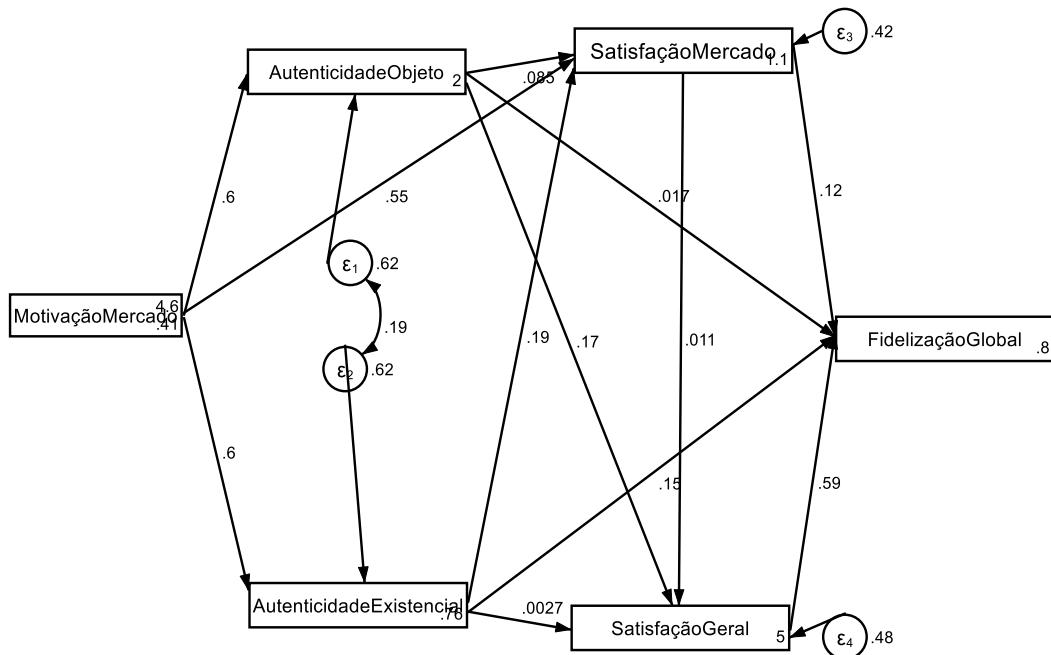 ε₃
.42
SatisfaçãoMercado
1.1
AutenticidadeObjeto
2
.085
.6
.55
.017
.12
ε₁
.62
MotivaçãoMercado
4.6
.41
.19
.19
.17
.011
FidelizaçãoGlobal
.8
ε₂
.62
.6
.15
.59
AutenticidadeExistencial
.76
.0027
SatisfaçãoGeral
5
ε₄
.48